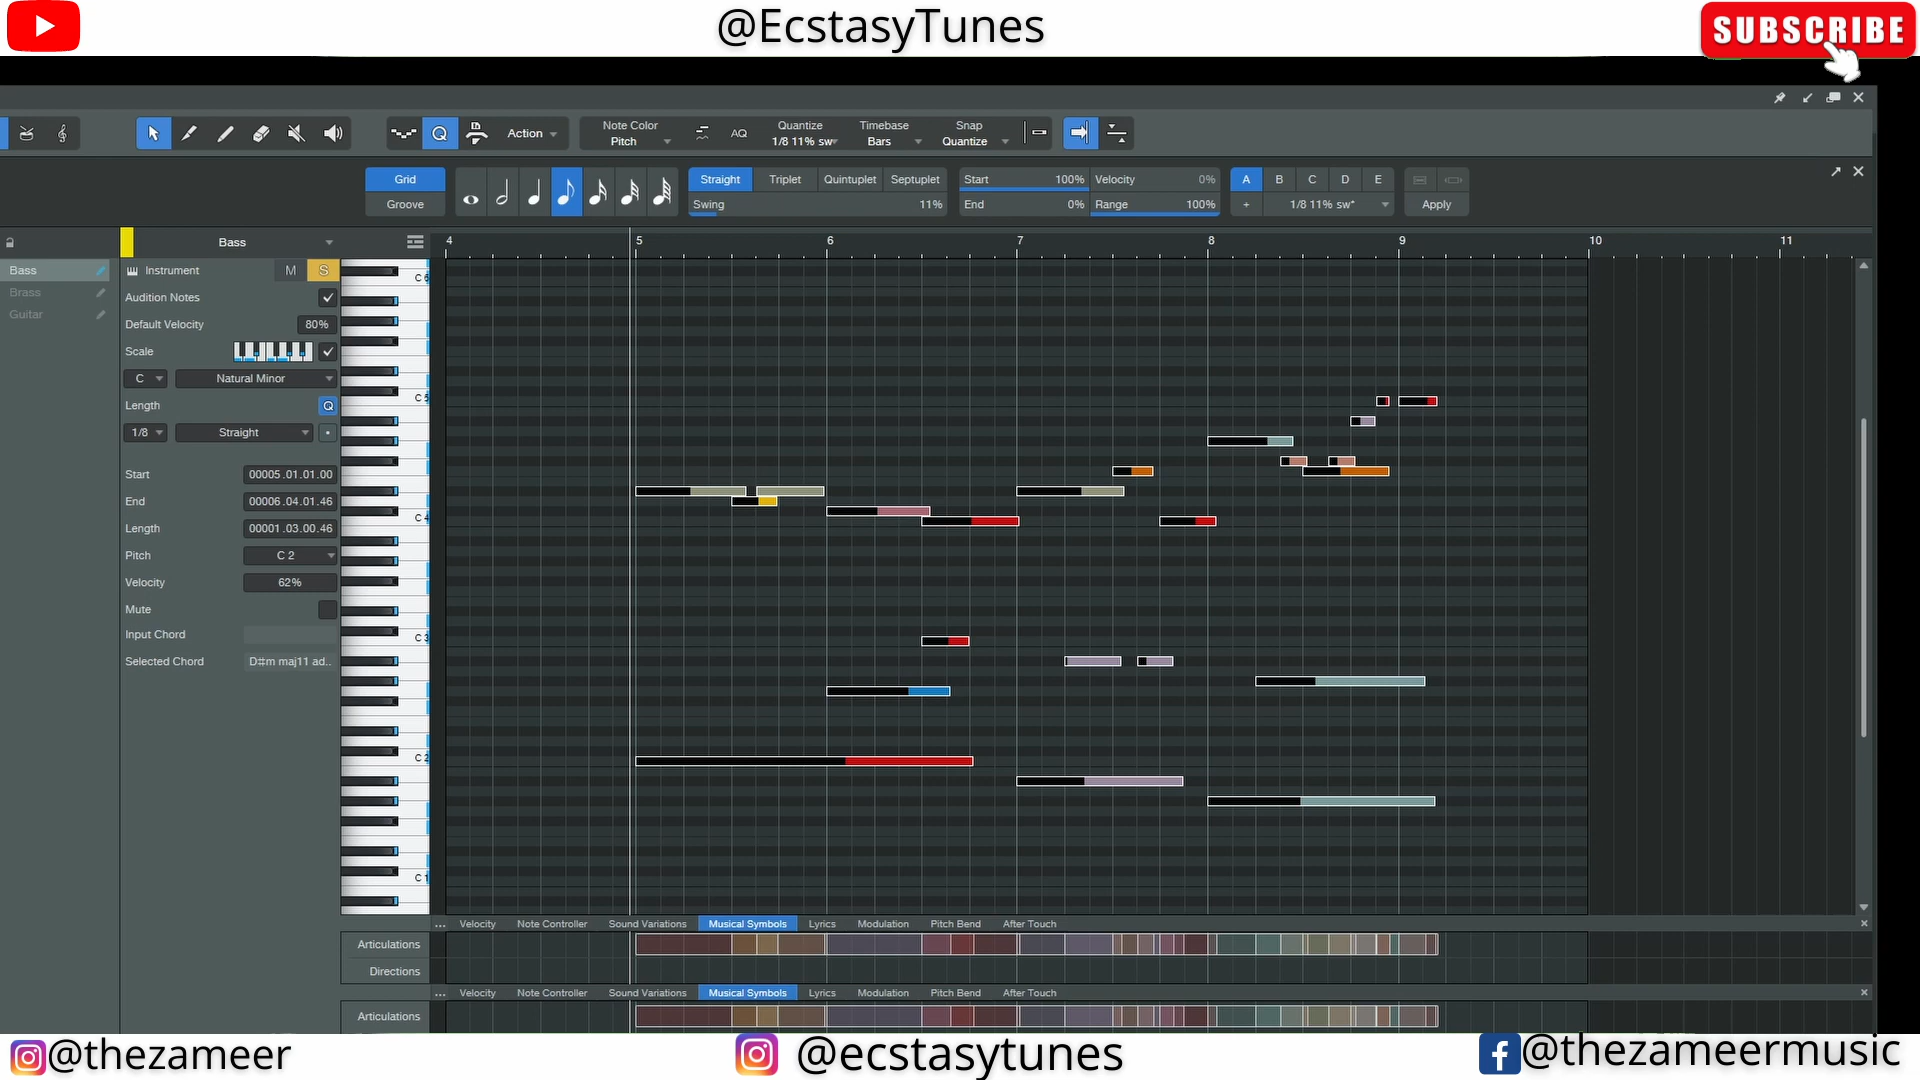 @EcstasyTunes
SUBSCRIBE
Action
Note Color
Pitch
AQ
Quantize
1/8 11% sw
Timebase
Bars
Snap
Quantize
Grid
Groove
Straight
Triplet
Quintuplet
Septuplet
Swing
11%
Start
100%
Velocity
0%
End
0%
Range
100%
A
B
C
D
E
+
1/8 11% sw*
Apply
Bass
4
5
6
7
8
9
10
11
Bass
Brass
Guitar
Instrument
M
S
Audition Notes
Default Velocity
80%
Scale
C
Natural Minor
Length
Q
1/8
Straight
Start
00005.01.01.00
End
00006.04.01.46
Length
00001.03.00.46
Pitch
C 2
Velocity
62%
Mute
Input Chord
Selected Chord
D#m maj11 ad..
C 6
C 5
C 4
C 3
C 2
C 1
... Velocity Note Controller Sound Variations Musical Symbols Lyrics Modulation Pitch Bend After Touch
Articulations
Directions
... Velocity Note Controller Sound Variations Musical Symbols Lyrics Modulation Pitch Bend After Touch
Articulations
@thezameer
@ecstasytunes
@thezameermusic